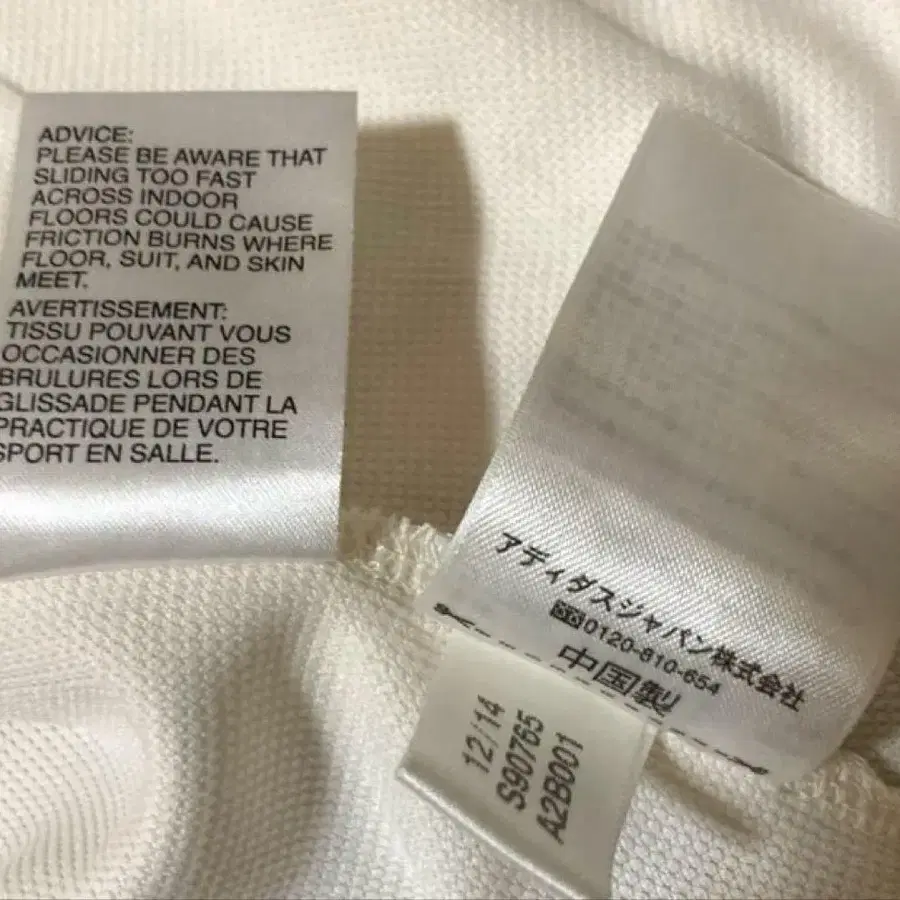 ADVICE:
PLEASE BE AWARE THAT
SLIDING TOO FAST
ACROSS INDOOR
FLOORS COULD CAUSE
FRICTION BURNS WHERE
FLOOR, SUIT, AND SKIN
MEET.
AVERTISSEMENT:
TISSU POUVANT VOUS
OCCASIONNER DES
BRULURES LORS DE
GLISSADE PENDANT LA
PRACTIQUE DE VOTRE
SPORT EN SALLE.
アディダスジャパン株式会社
0120-810-654
中国製
12/14
S90765
A2B001